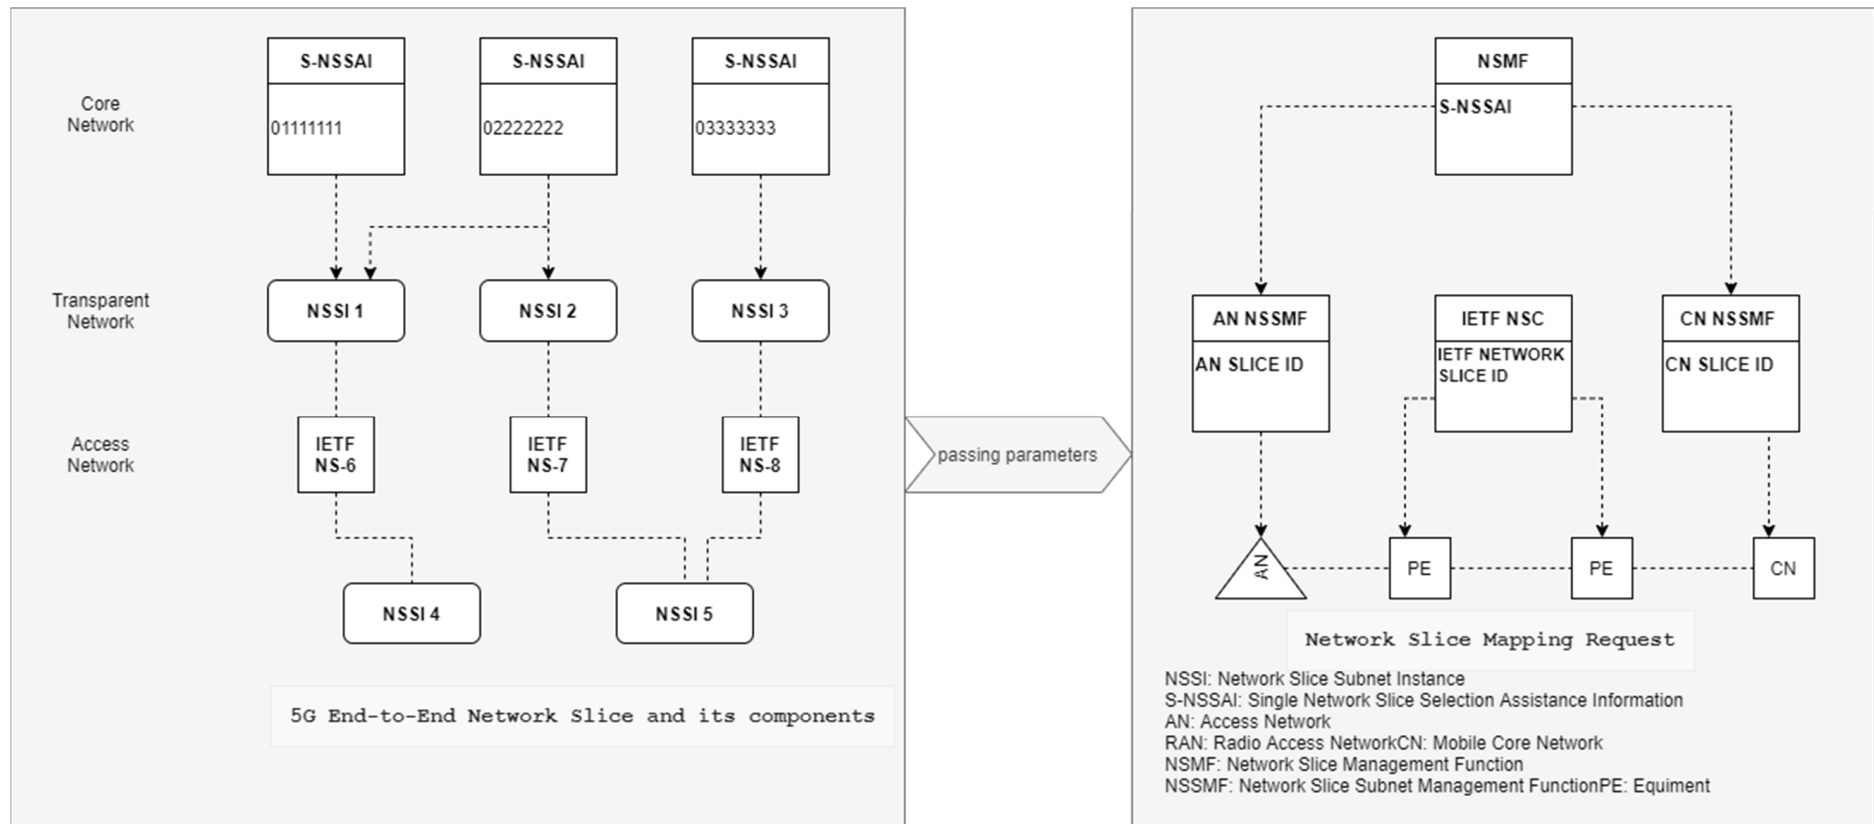 S-NSSAI
S-NSSAI
S-NSSAI
NSMF
Core
Network
01111111
02222222
03333333
S-NSSAI
Transparent
Network
NSSI 1
NSSI 2
NSSI 3
AN NSSMF
IETF NSC
CN NSSMF
AN SLICE ID
IETF NETWORK
SLICE ID
CN SLICE ID
Access
Network
IETF
NS-6
IETF
NS-7
IETF
NS-8
passing parameters
AN
PE
PE
CN
NSSI 4
NSSI 5
Network Slice Mapping Request
5G End-to-End Network Slice and its components
NSSI: Network Slice Subnet Instance
S-NSSAI: Single Network Slice Selection Assistance Information
AN: Access Network
RAN: Radio Access NetworkCN: Mobile Core Network
NSMF: Network Slice Management Function
NSSMF: Network Slice Subnet Management FunctionPE: Equiment